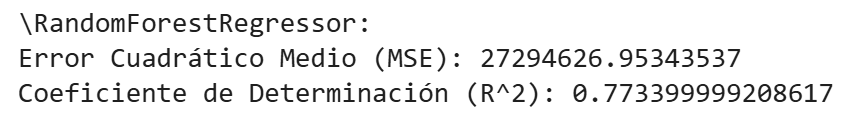 \RandomForestRegressor:
Error Cuadrático Medio (MSE): 27294626.95343537
Coeficiente de Determinación (R^2): 0.773399999208617